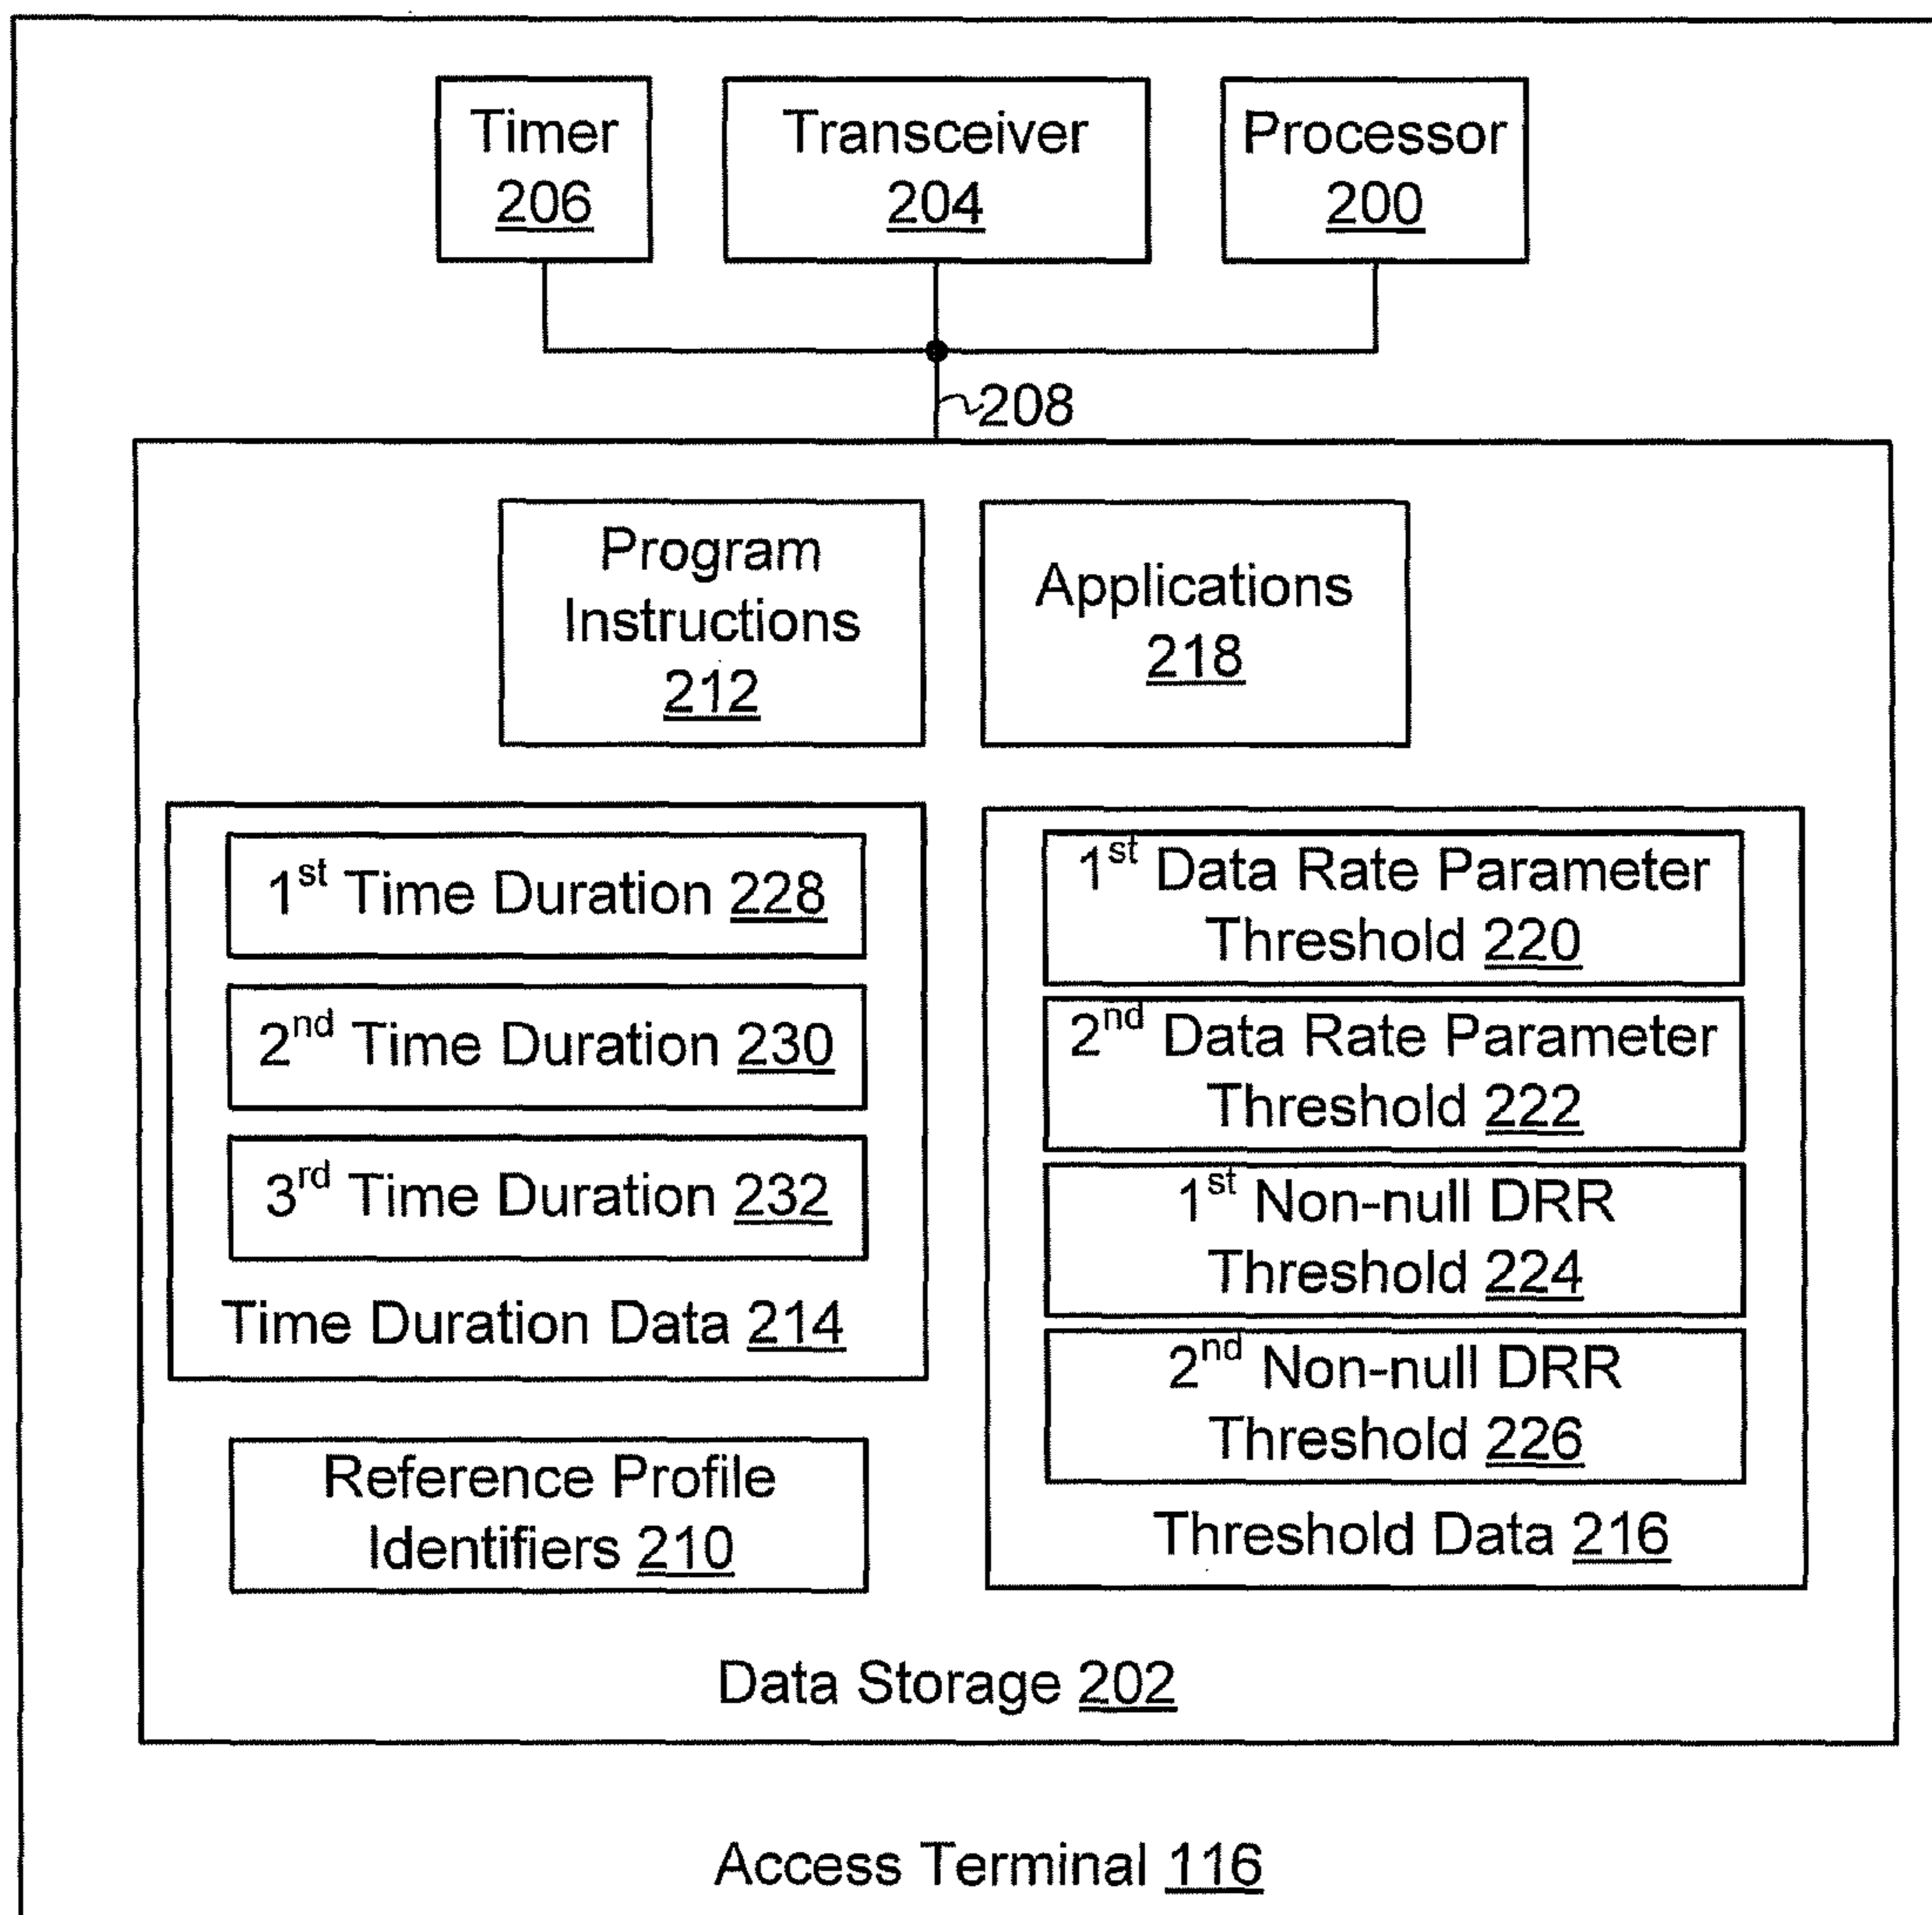 Timer
206
Transceiver
204
Processor
200
208
Program
Instructions
212
Applications
218
1st Time Duration 228
2nd Time Duration 230
3rd Time Duration 232
Time Duration Data 214
Reference Profile
Identifiers 210
1st Data Rate Parameter
Threshold 220
2nd Data Rate Parameter
Threshold 222
1st Non-null DRR
Threshold 224
2nd Non-null DRR
Threshold 226
Threshold Data 216
Data Storage 202
Access Terminal 116